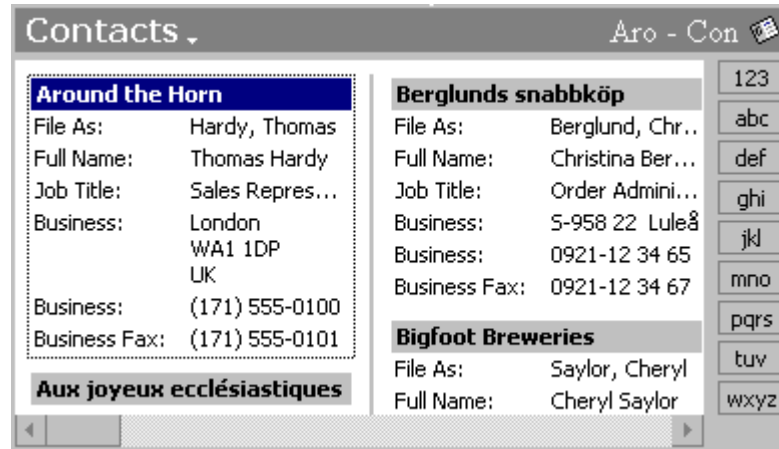 Contacts
Aro - Con
Around the Horn
File As: Hardy, Thomas
Full Name: Thomas Hardy
Job Title: Sales Repres...
Business: London
WA1 1DP
UK
Business: (171) 555-0100
Business Fax: (171) 555-0101
Aux joyeux ecclésiastiques
Berglunds snabbköp
File As: Berglund, Chr..
Full Name: Christina Ber...
Job Title: Order Admini...
Business: S-958 22 Luleå
Business: 0921-12 34 65
Business Fax: 0921-12 34 67
Bigfoot Breweries
File As: Saylor, Cheryl
Full Name: Cheryl Saylor
123
abc
def
ghi
jkl
mno
pqrs
tuv
wxyz